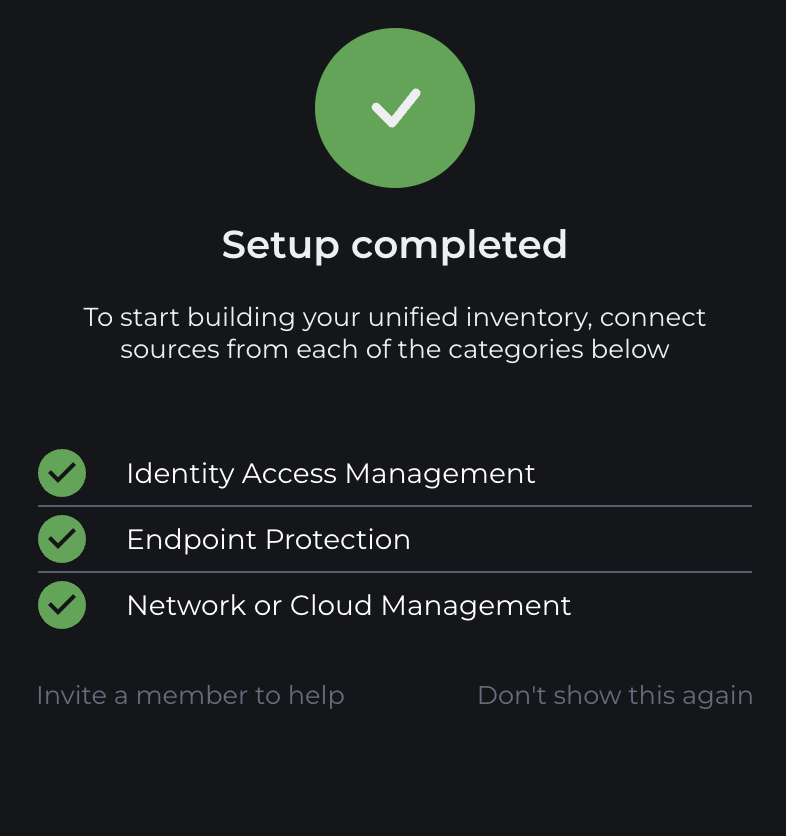 Setup completed
To start building your unified inventory, connect
sources from each of the categories below
Identity Access Management
Endpoint Protection
Network or Cloud Management
Invite a member to help
Don't show this again